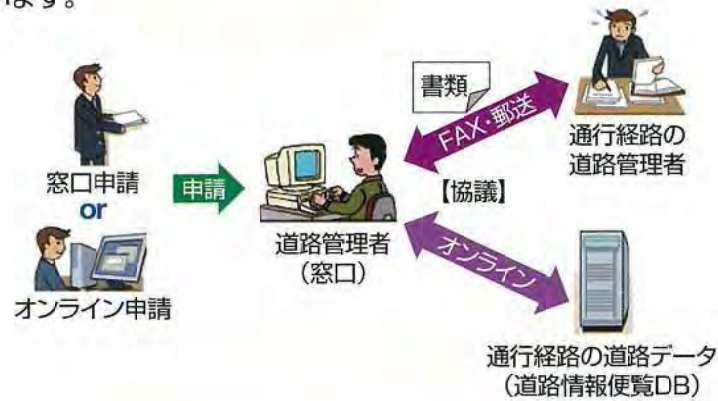 ます。
窓口申請
or
オンライン申請
申請
道路管理者
（窓口）
書類
FAX・郵送
【協議】
オンライン
通行経路の
道路管理者
通行経路の道路データ
（道路情報便覧DB）